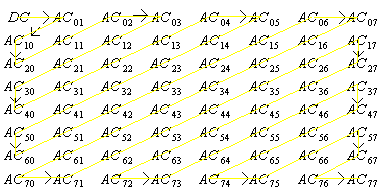 DC AC01 AC02 AC03 AC04 AC05 AC06 AC07
AC10 AC11 AC12 AC13 AC14 AC15 AC16 AC17
AC20 AC21 AC22 AC23 AC24 AC25 AC26 AC27
AC30 AC31 AC32 AC33 AC34 AC35 AC36 AC37
AC40 AC41 AC42 AC43 AC44 AC45 AC46 AC47
AC50 AC51 AC52 AC53 AC54 AC55 AC56 AC57
AC60 AC61 AC62 AC63 AC64 AC65 AC66 AC67
AC70 AC71 AC72 AC73 AC74 AC75 AC76 AC77